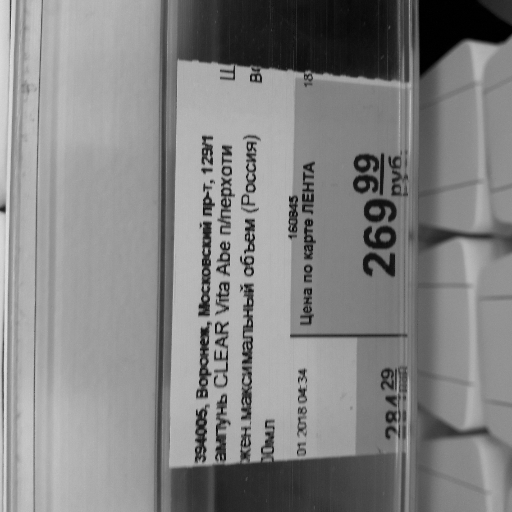 394005, Воронеж, Московский пр-т, 129/1
ампунь CLEAR Vita Abe п/перхоти
жен.максимальный объем (Россия)
00мл
160845
Цена по карте ЛЕНТА
269 99
руб.
01.2018 04:34
284 29